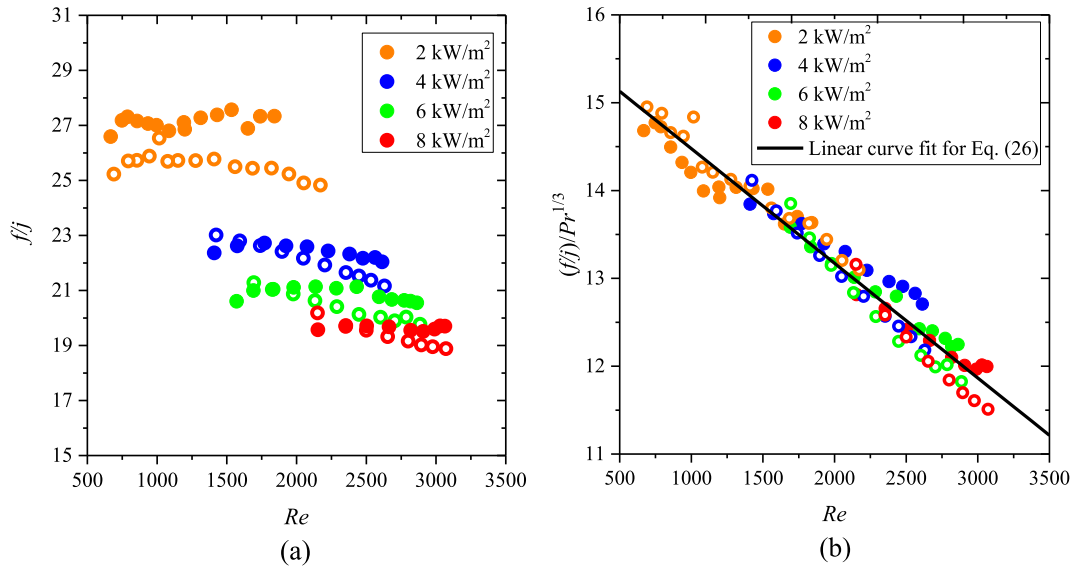 31
29
27
25
23
21
19
17
15
f/j
500 1000 1500 2000 2500 3000 3500
Re
2 kW/m²
4 kW/m²
6 kW/m²
8 kW/m²
(a)
16
15
14
13
12
11
(f/j)/Pr^1/3
500 1000 1500 2000 2500 3000 3500
Re
2 kW/m²
4 kW/m²
6 kW/m²
8 kW/m²
Linear curve fit for Eq. (26)
(b)